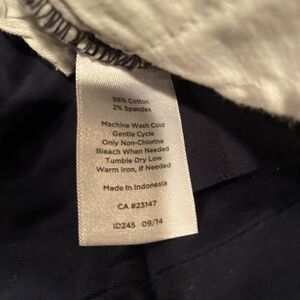 98% Cotton
2% Spandex
Machine Wash Cold
Gentle Cycle
Only Non-Chlorine
Bleach When Needed
Tumble Dry Low
Warm Iron, if Needed
Made in Indonesia
CA #23147
ID245 09/14